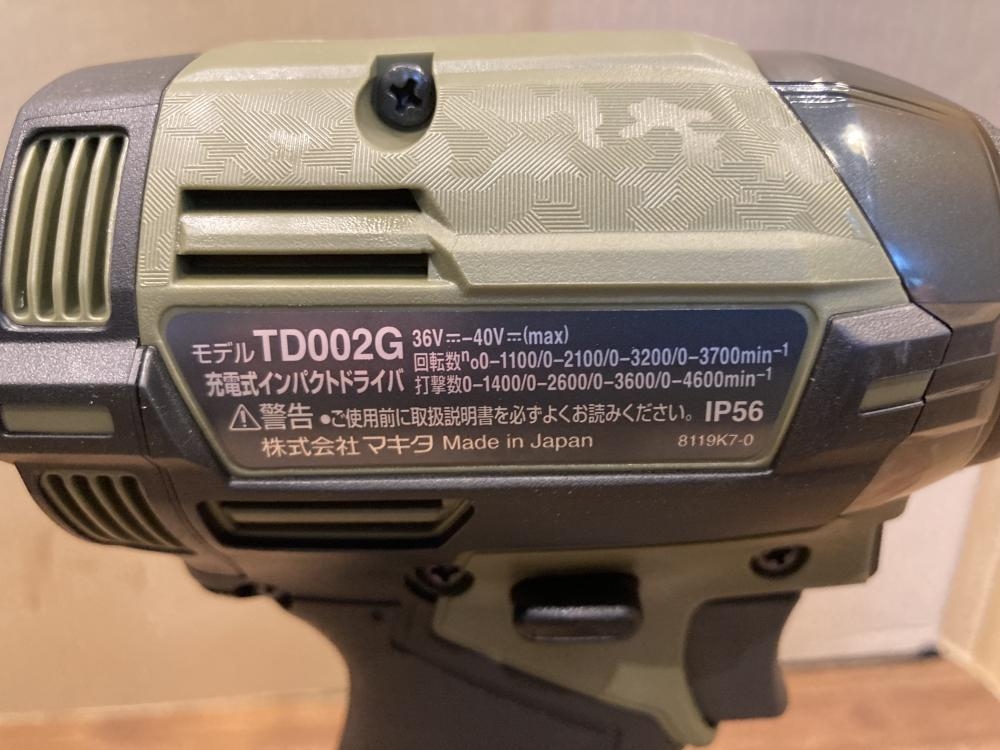 モデル TD002G 36V⎓–40V⎓(max)
回転数n₀0–1100/0–2100/0–3200/0–3700min⁻¹
充電式インパクトドライバ 打撃数0–1400/0–2600/0–3600/0–4600min⁻¹
⚠警告 ●ご使用前に取扱説明書を必ずよくお読みください。 IP56
株式会社 マキタ Made in Japan 8119K7-0